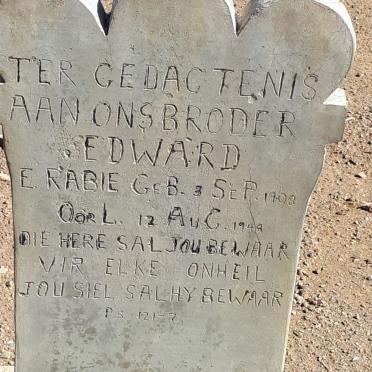 TER GEDACTENIS
AAN ONS BRODER
EDWARD
E. RABIE GEB. 3 SEP. 1908
OORL. 12 AUG. 1944
DIE HERE SAL JOU BEWAAR
VIR ELKE ONHEIL
JOU SIEL SAL HY BEWAAR
PS. 121-7.